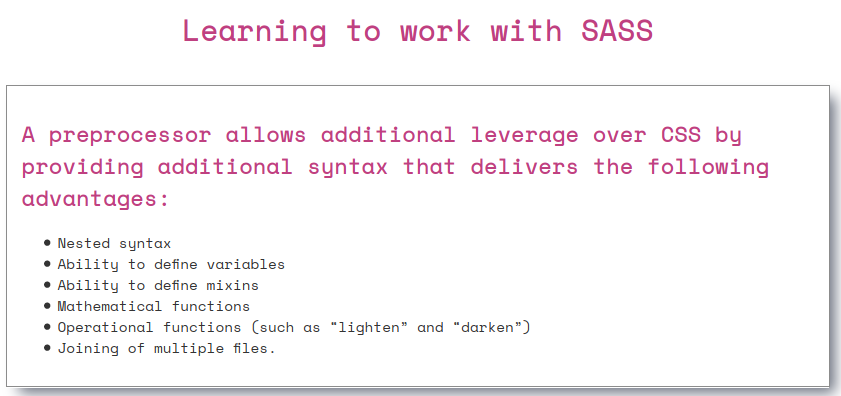 Learning to work with SASS
A preprocessor allows additional leverage over CSS by
providing additional syntax that delivers the following
advantages:
• Nested syntax
• Ability to define variables
• Ability to define mixins
• Mathematical functions
• Operational functions (such as “lighten” and “darken”)
• Joining of multiple files.